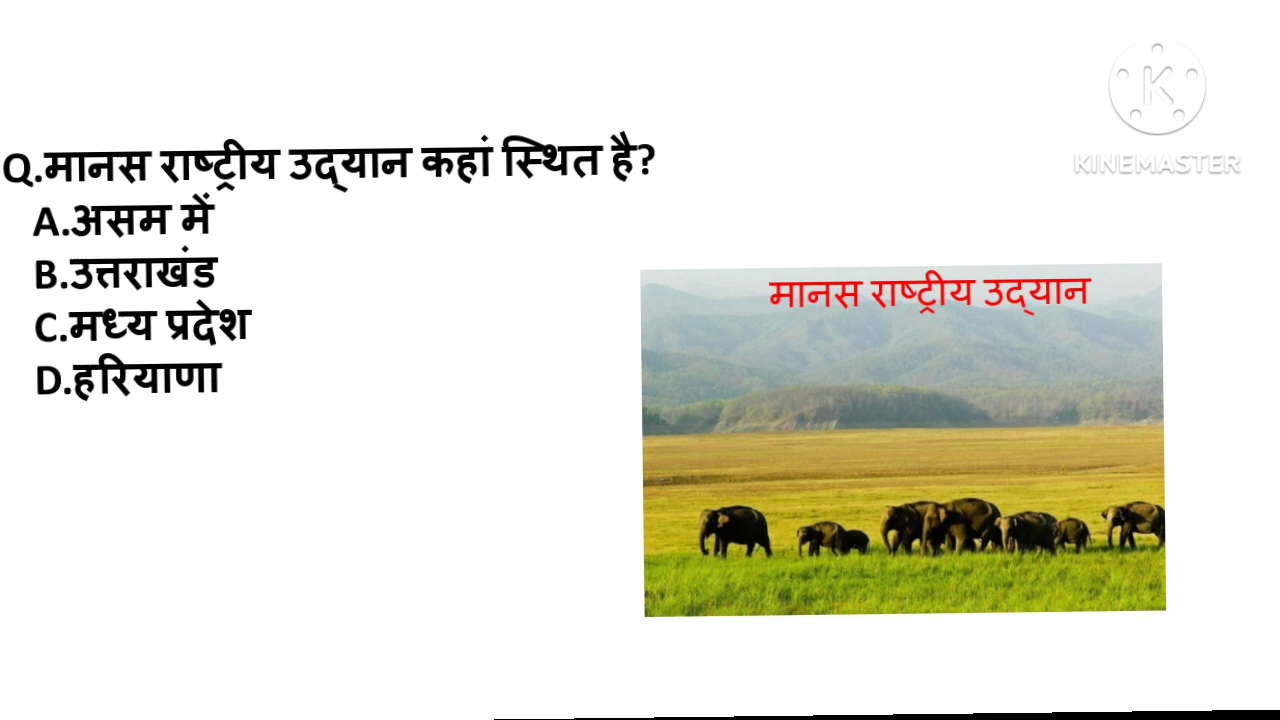 Q.मानस राष्ट्रीय उद्यान कहां स्थित है?
A.असम में
B.उत्तराखंड
C.मध्य प्रदेश
D.हरियाणा
मानस राष्ट्रीय उद्यान
K
KINEMASTER